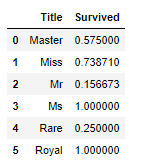 Title Survived
0 Master 0.575000
1 Miss 0.738710
2 Mr 0.156673
3 Ms 1.000000
4 Rare 0.250000
5 Royal 1.000000